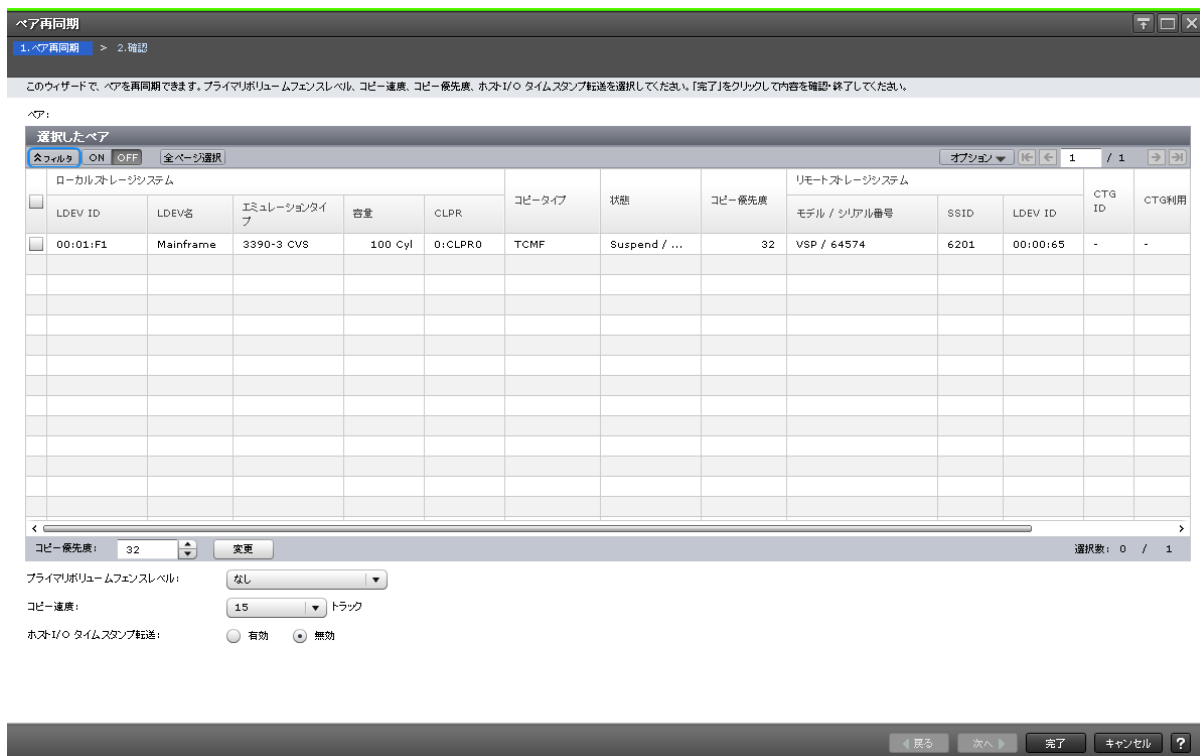 ペア再同期
1.ペア再同期 > 2.確認
このウィザードで、ペアを再同期できます。プライマリボリュームフェンスレベル、コピー速度、コピー優先度、ホストI/O タイムスタンプ転送を選択してください。「完了」をクリックして内容を確認・終了してください。
ペア:
選択したペア
フィルタ ON OFF 全ページ選択 オプション 1 / 1
ローカルストレージシステム コピータイプ 状態 コピー優先度 リモートストレージシステム CTG ID CTG利用
LDEV ID LDEV名 エミュレーションタイプ 容量 CLPR モデル / シリアル番号 SSID LDEV ID
00:01:F1 Mainframe 3390-3 CVS 100 Cyl 0:CLPR0 TCMF Suspend / ... 32 VSP / 64574 6201 00:00:65 - -
コピー優先度: 32 変更 選択数: 0 / 1
プライマリボリュームフェンスレベル: なし
コピー速度: 15 トラック
ホストI/O タイムスタンプ転送: 有効 無効
戻る 次へ 完了 キャンセル ?